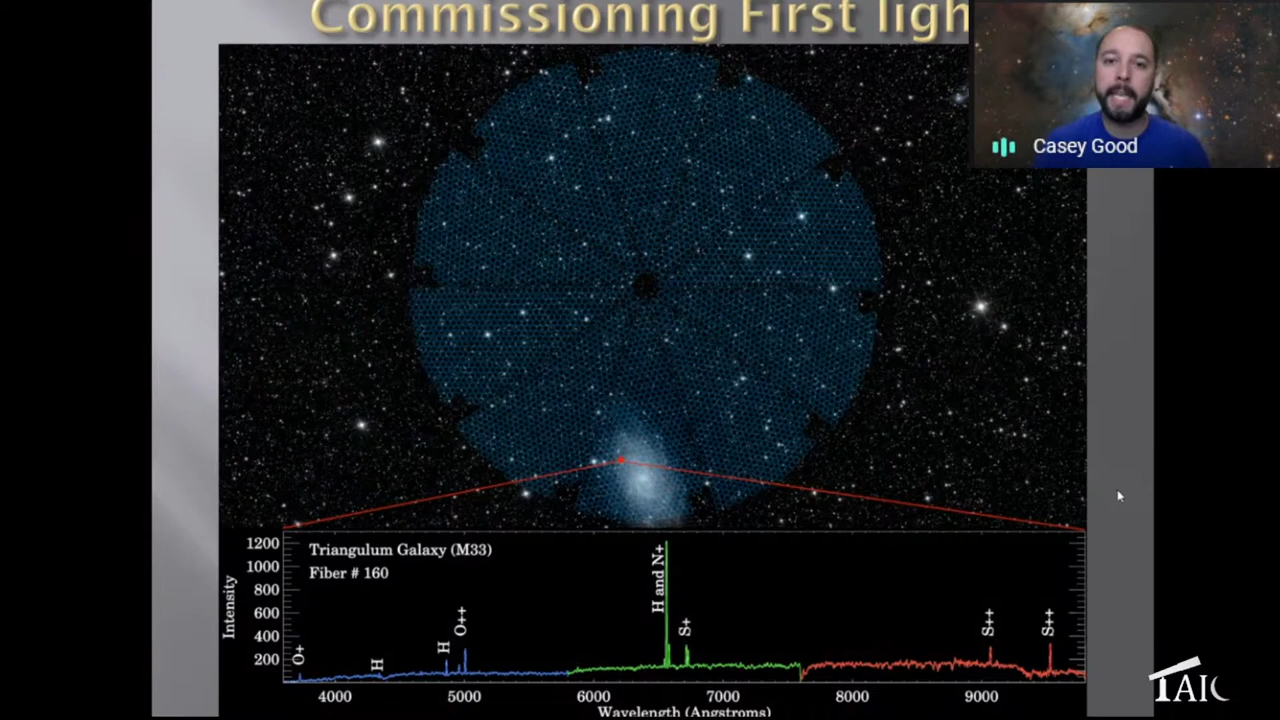 Commissioning First ligh
Casey Good
Triangulum Galaxy (M33)
Fiber # 160
1200
1000
800
600
400
200
Intensity
O+
H
H
O++
H and N+
S+
S++
S++
4000 5000 6000 7000 8000 9000
Wavelength (Angstroms)
TAIC